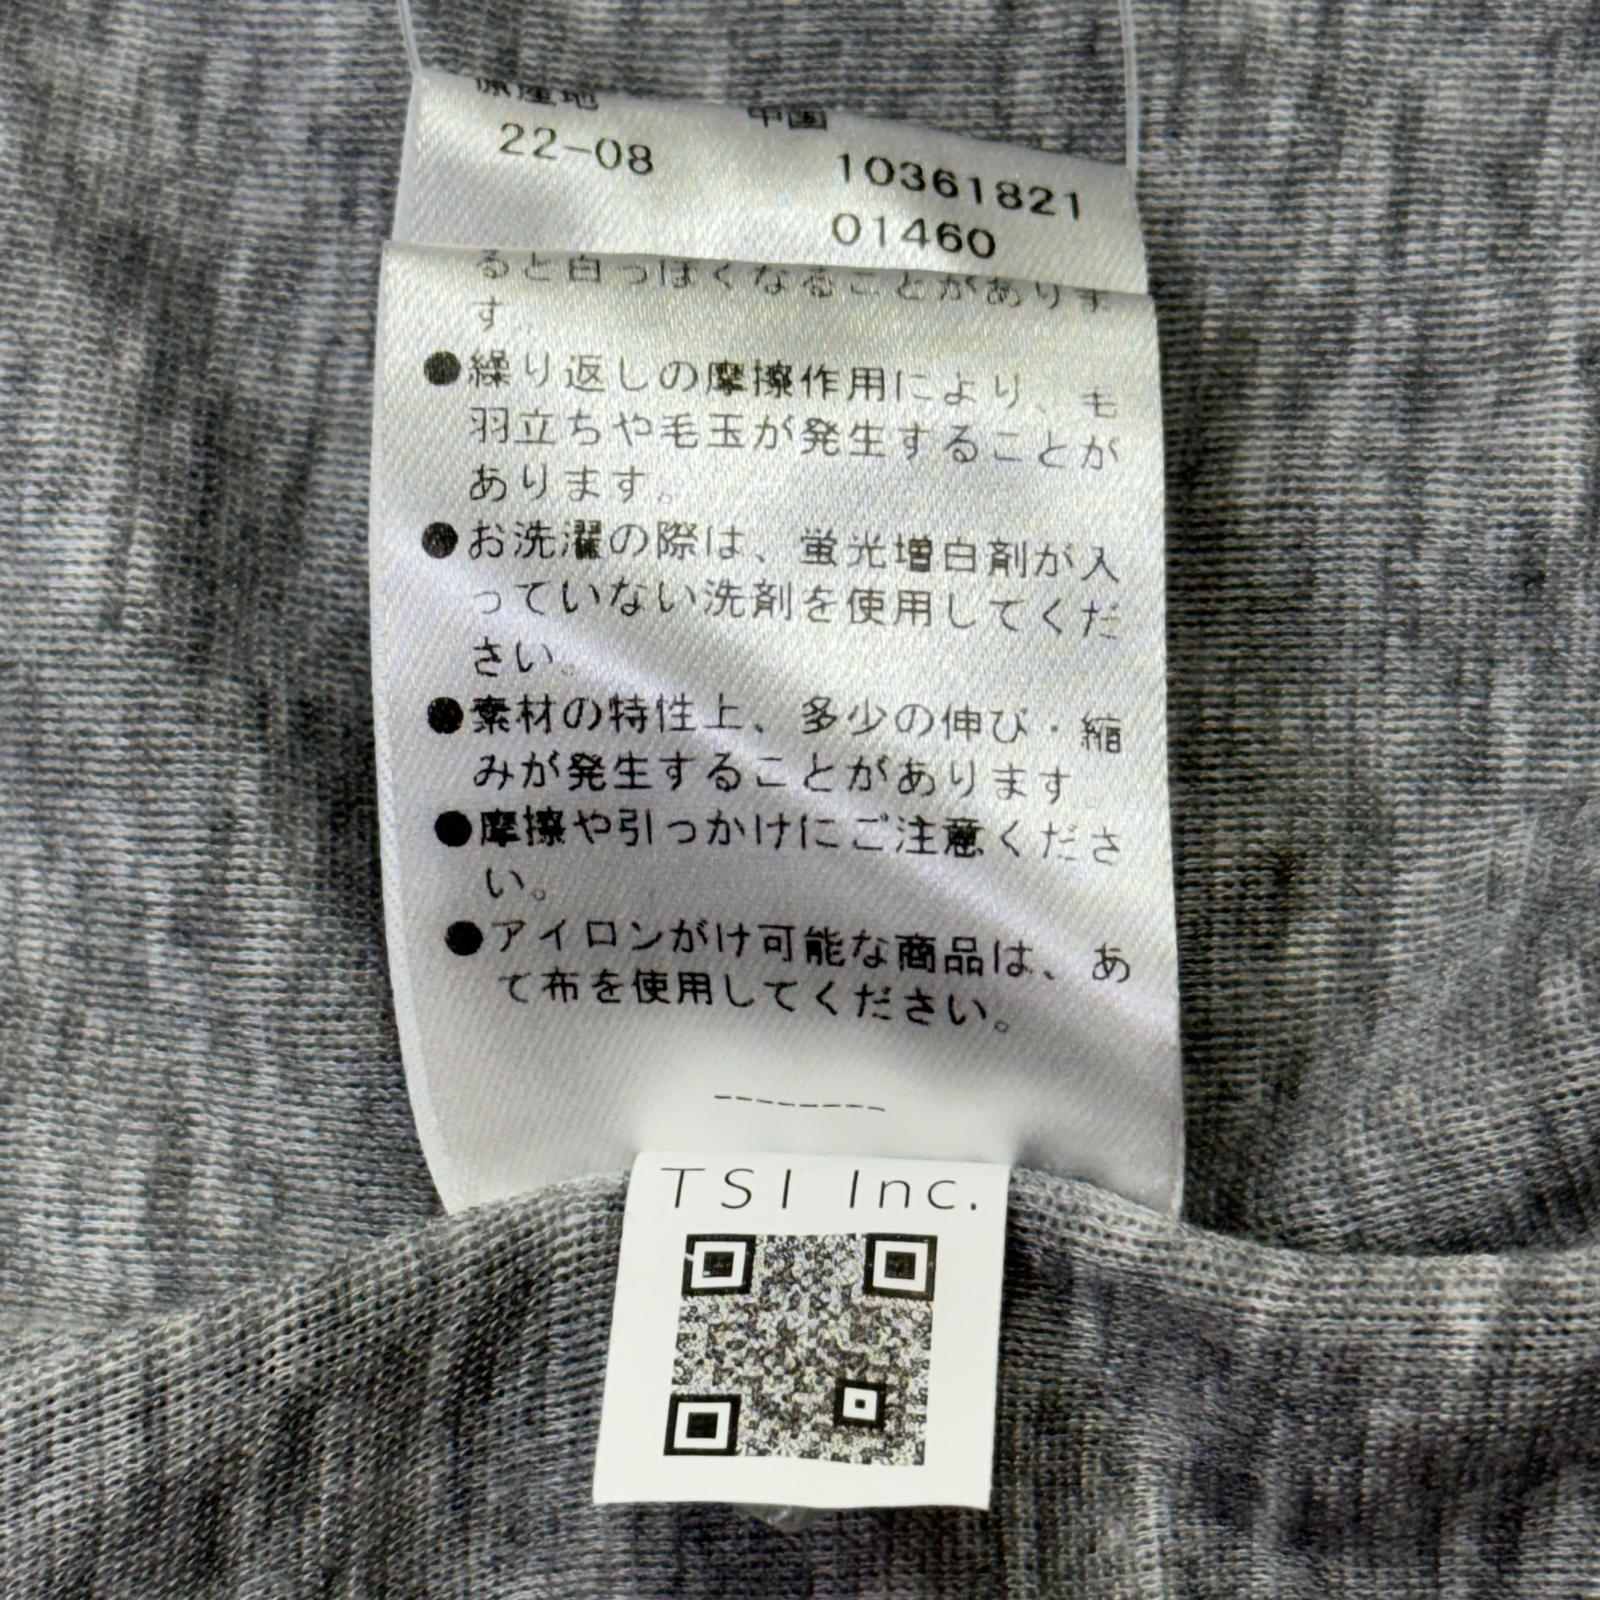 原産地 中国
22-08 10361821
01460
ると白っぽくなることがありま
す。
●繰り返しの摩擦作用により、毛
羽立ちや毛玉が発生することが
あります。
●お洗濯の際は、蛍光増白剤が入
っていない洗剤を使用してくだ
さい。
●素材の特性上、多少の伸び・縮
みが発生することがあります。
●摩擦や引っかけにご注意くださ
い。
●アイロンがけ可能な商品は、あ
て布を使用してください。
TSI Inc.